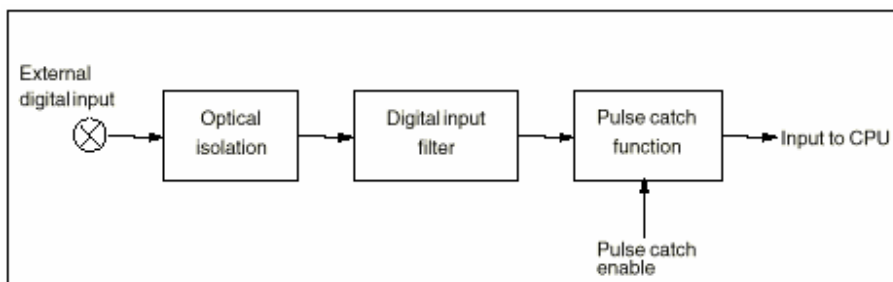 External
digital input
Optical
isolation
Digital input
filter
Pulse catch
function
Input to CPU
Pulse catch
enable